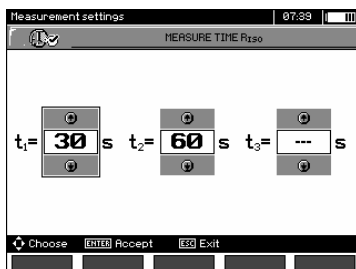 Measurement settings 07:39
MEASURE TIME RISO
t1= 30 s t2= 60 s t3= --- s
Choose ENTER Accept ESC Exit